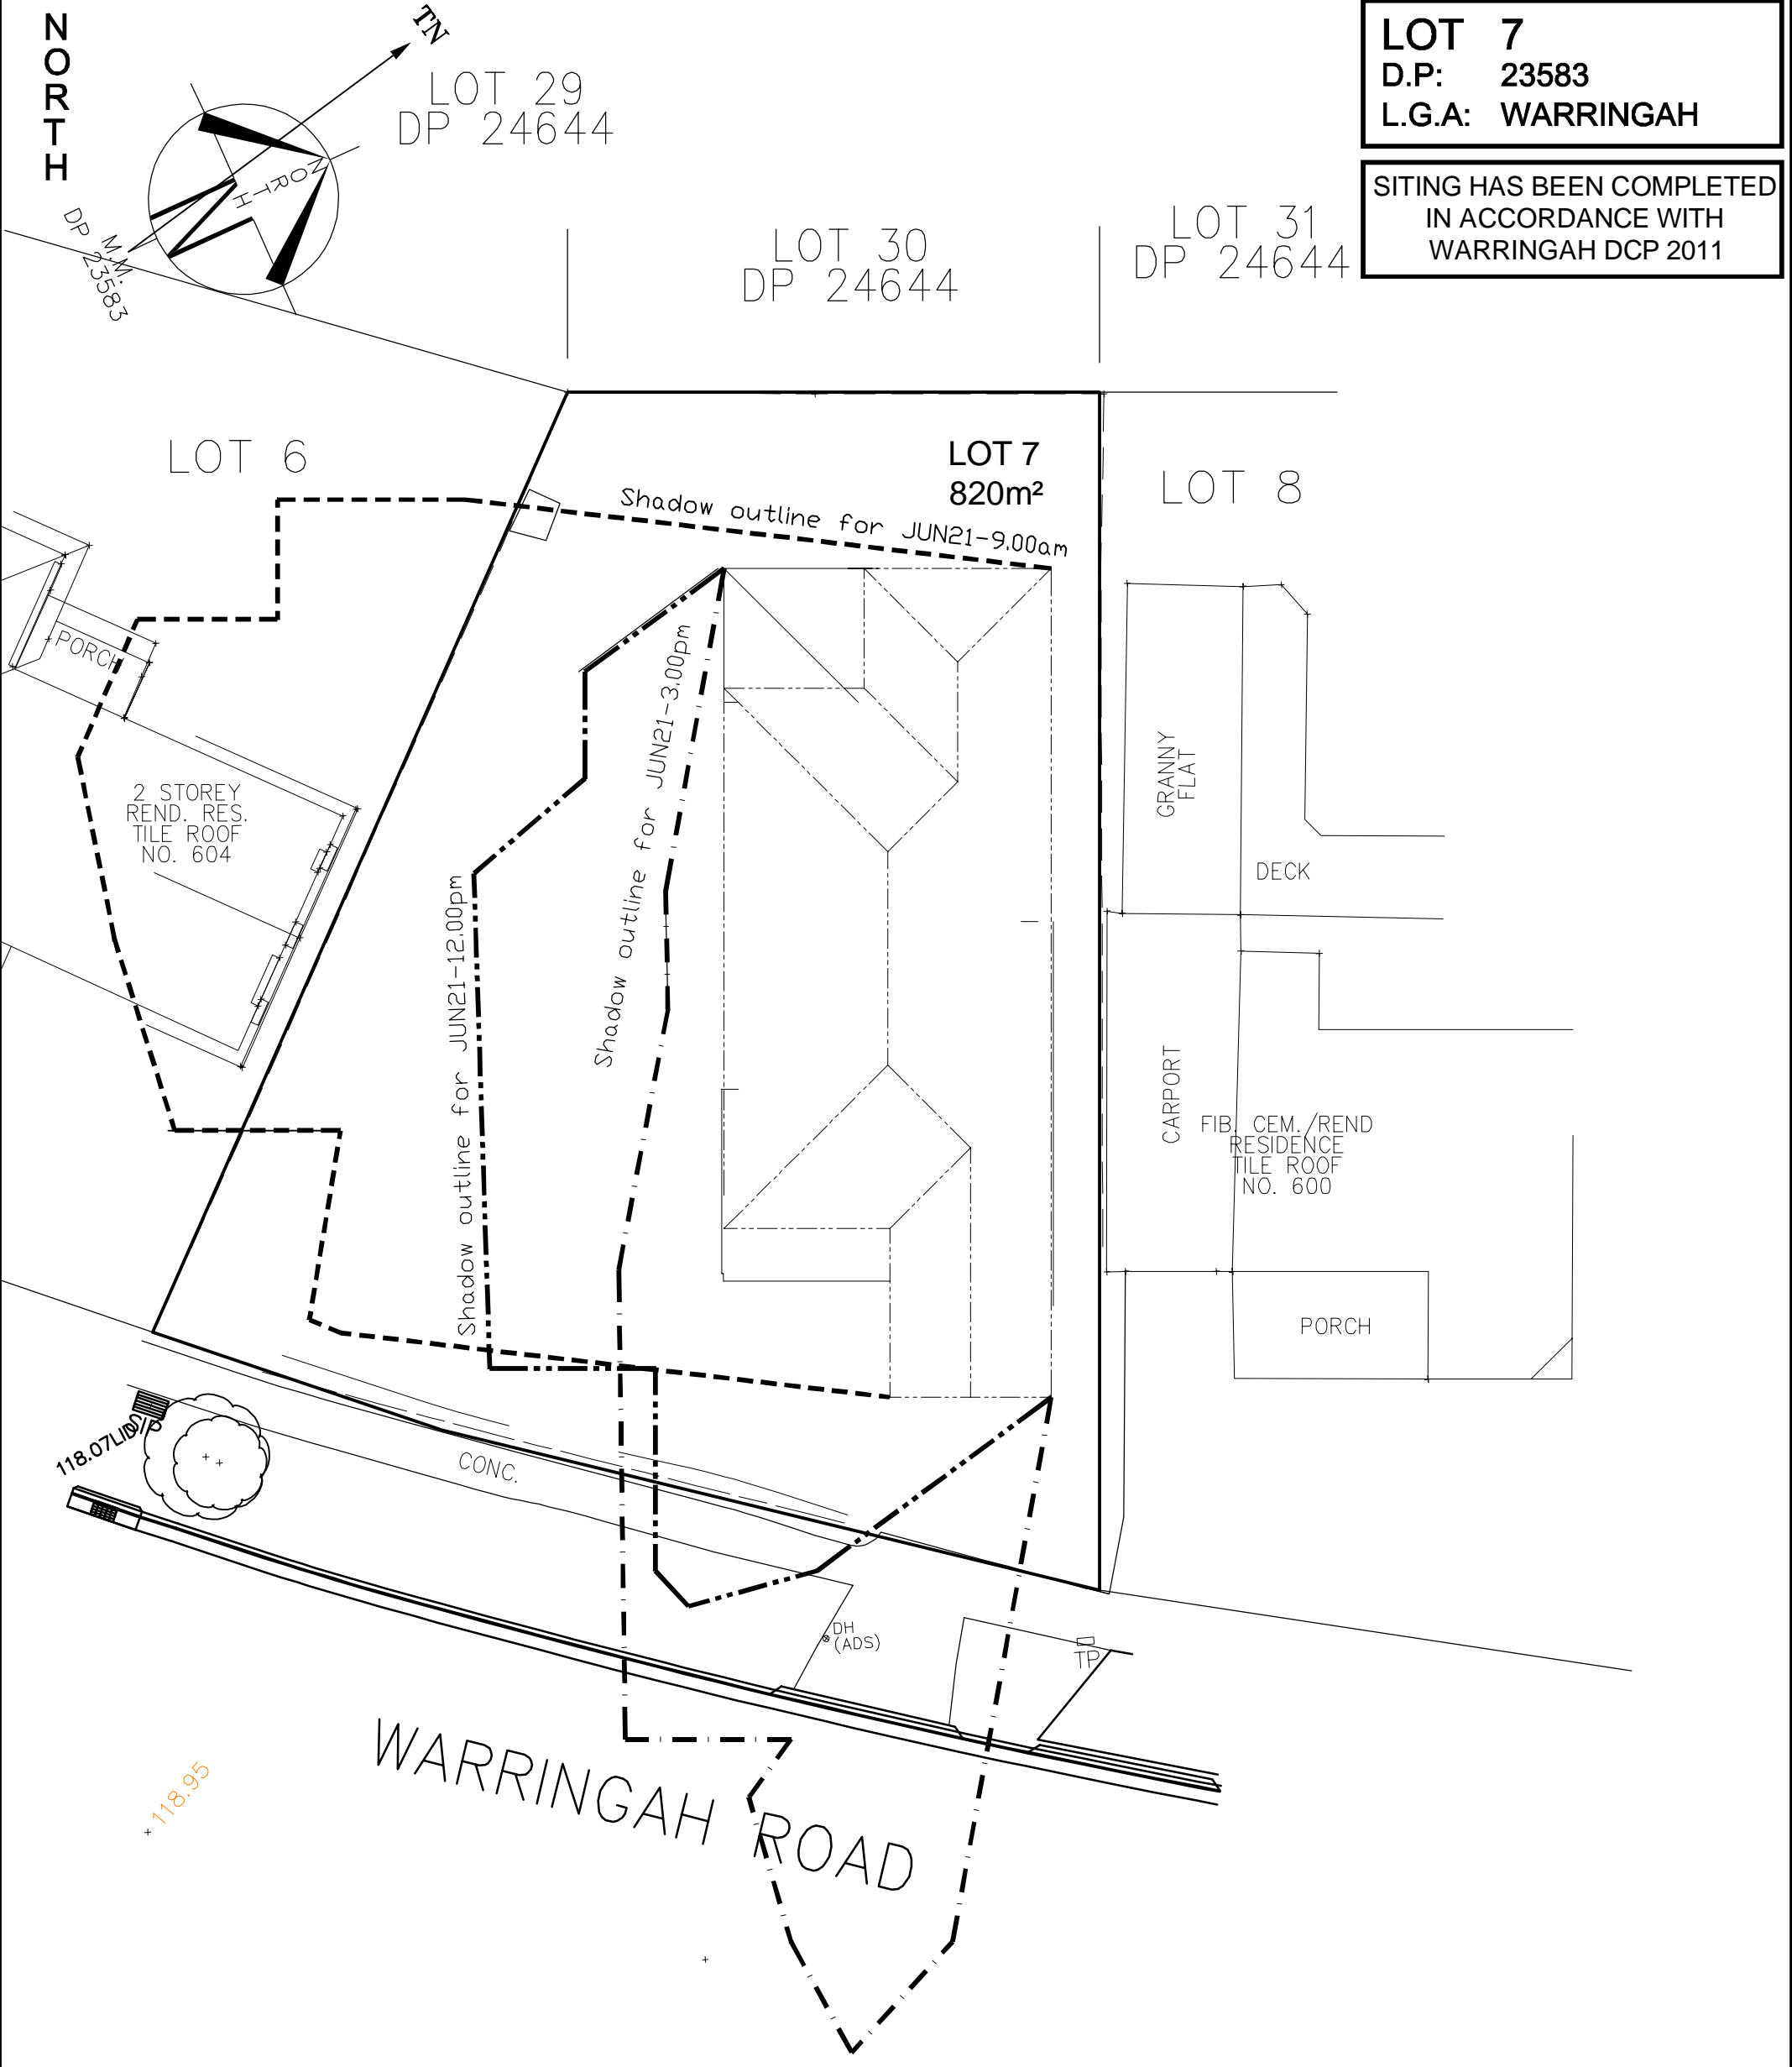 NORTH
TN
NORTH
M.M.
DP 23583
LOT 29
DP 24644
LOT 30
DP 24644
LOT 31
DP 24644
LOT 7
D.P: 23583
L.G.A: WARRINGAH
SITING HAS BEEN COMPLETED
IN ACCORDANCE WITH
WARRINGAH DCP 2011
LOT 6
LOT 7
820m²
LOT 8
Shadow outline for JUN21-9.00am
Shadow outline for JUN21-3.00pm
Shadow outline for JUN21-12.00pm
PORCH
2 STOREY
REND. RES.
TILE ROOF
NO. 604
GRANNY
FLAT
DECK
CARPORT
FIB. CEM./REND
RESIDENCE
TILE ROOF
NO. 600
PORCH
118.07LID
S/P
CONC.
DH
(ADS)
TP
WARRINGAH ROAD
118.95